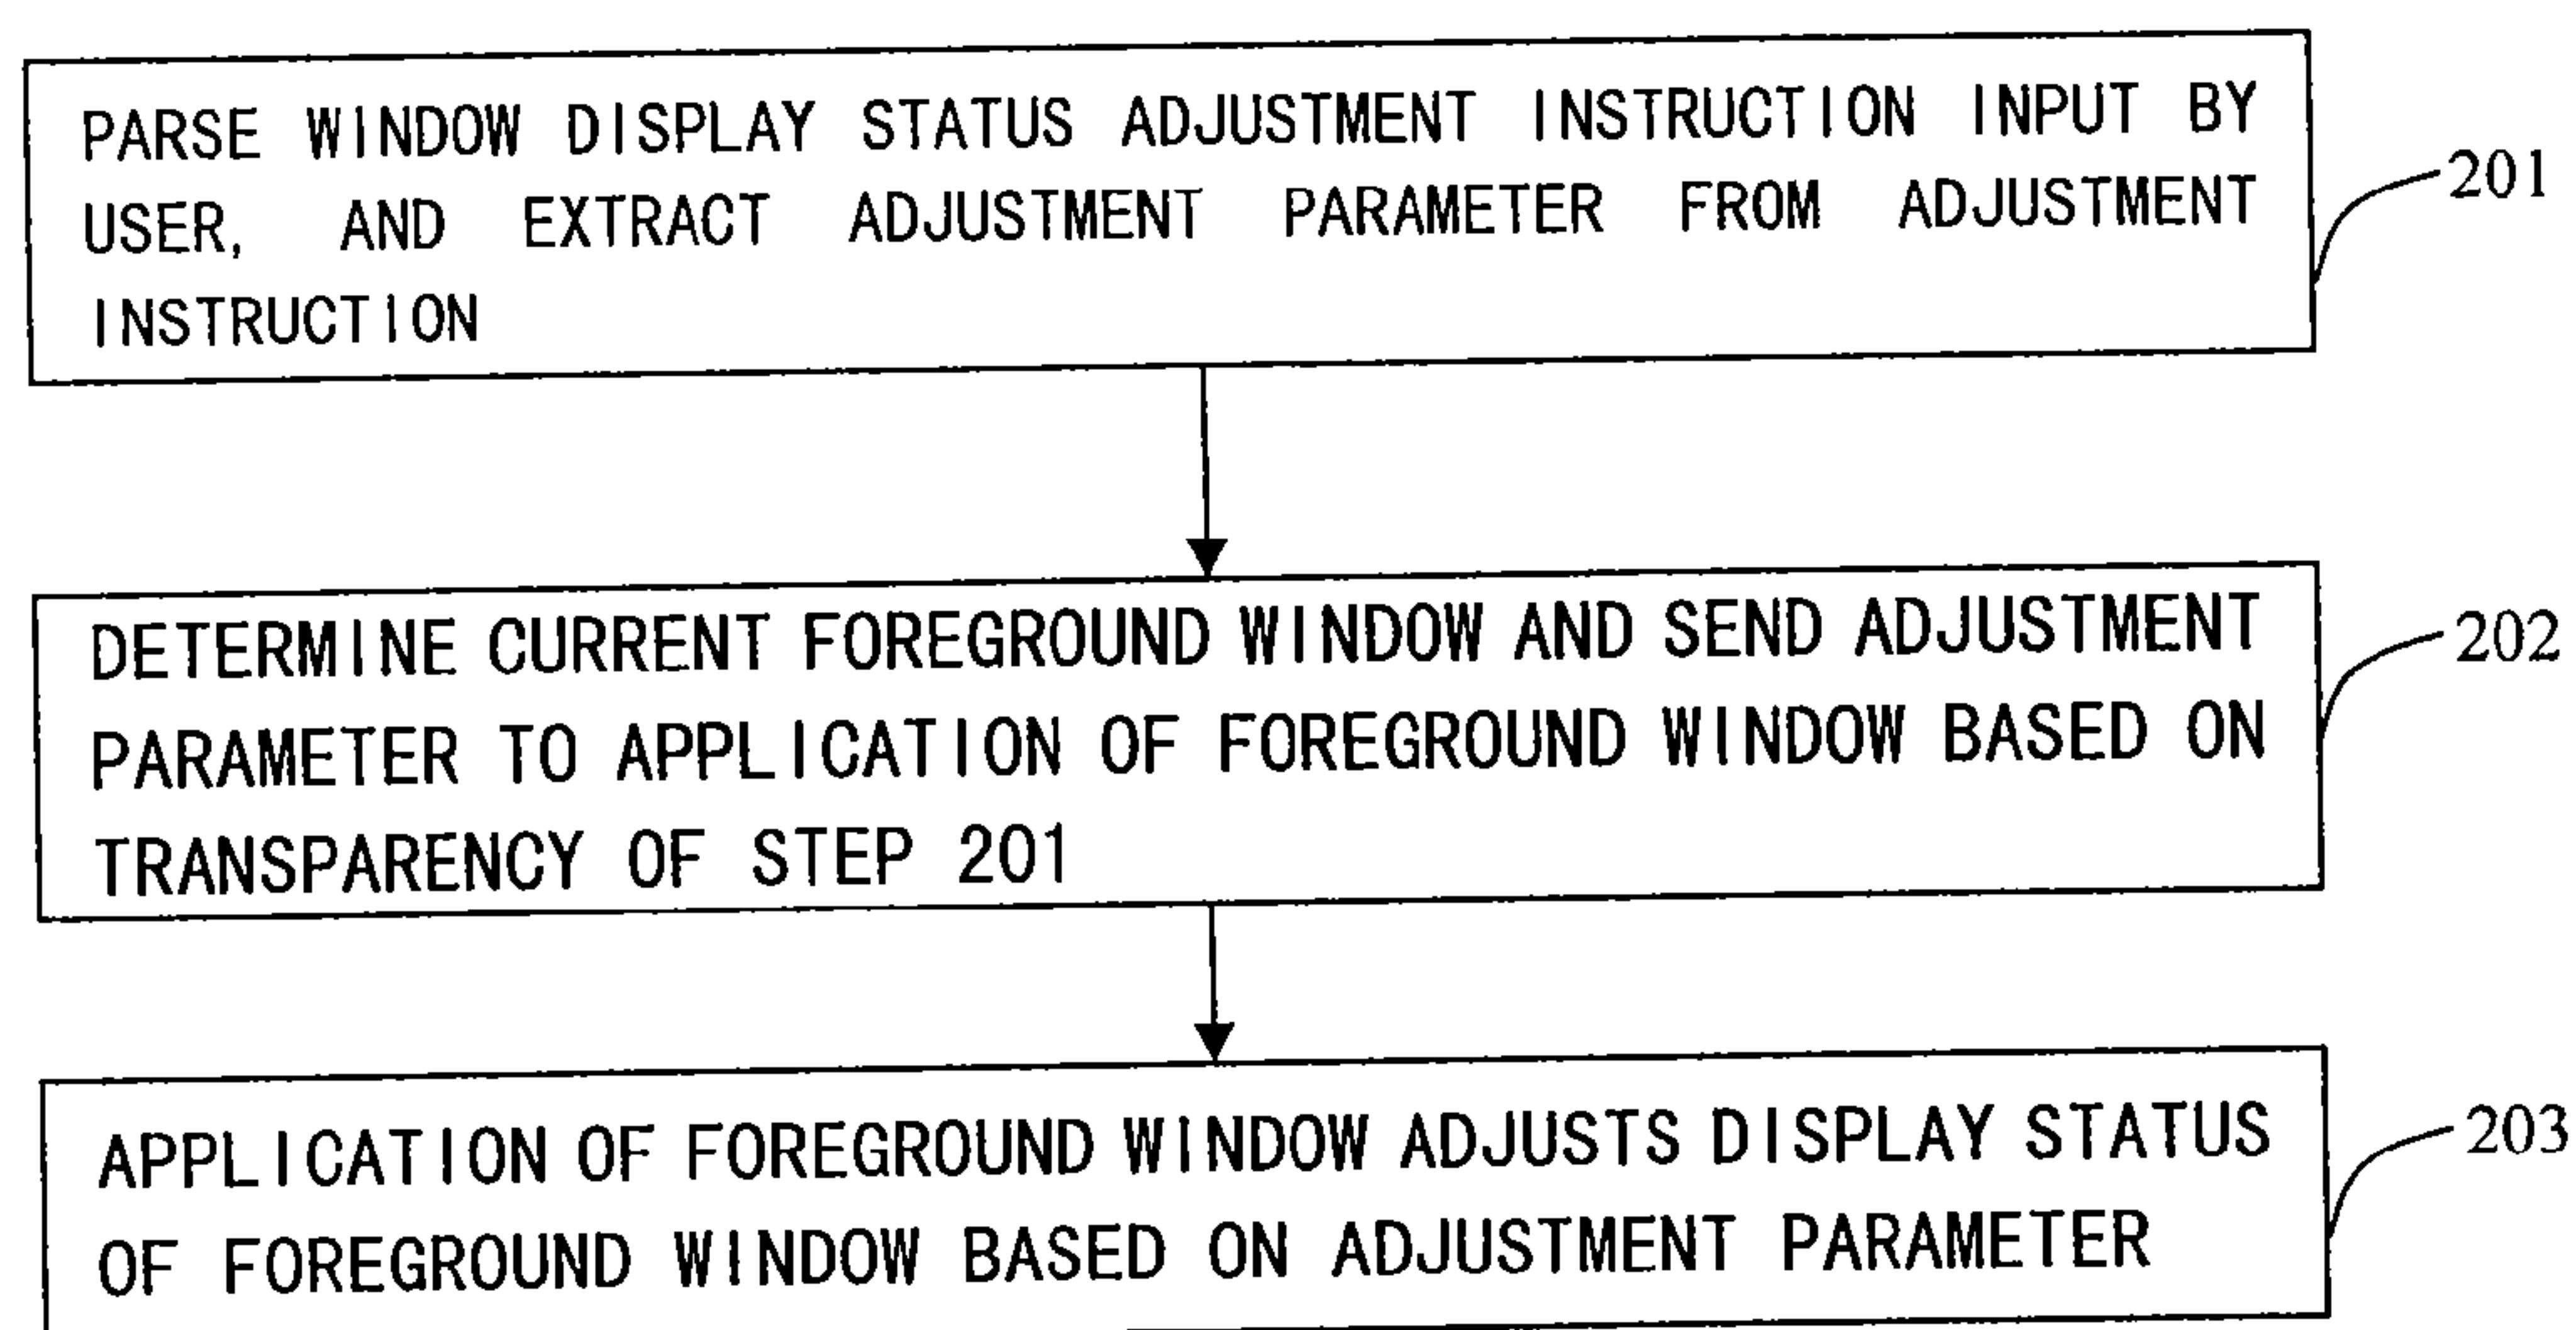 PARSE WINDOW DISPLAY STATUS ADJUSTMENT INSTRUCTION INPUT BY
USER, AND EXTRACT ADJUSTMENT PARAMETER FROM ADJUSTMENT
INSTRUCTION
201
DETERMINE CURRENT FOREGROUND WINDOW AND SEND ADJUSTMENT
PARAMETER TO APPLICATION OF FOREGROUND WINDOW BASED ON
TRANSPARENCY OF STEP 201
202
APPLICATION OF FOREGROUND WINDOW ADJUSTS DISPLAY STATUS
OF FOREGROUND WINDOW BASED ON ADJUSTMENT PARAMETER
203